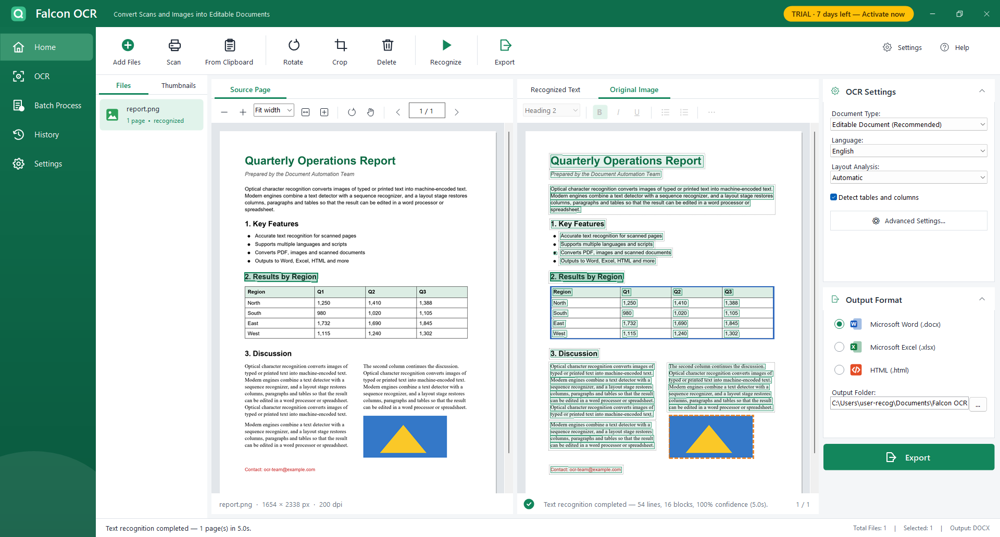 Falcon OCR
Convert Scans and Images into Editable Documents
TRIAL · 7 days left — Activate now
Home
OCR
Batch Process
History
Settings
Add Files
Scan
From Clipboard
Rotate
Crop
Delete
Recognize
Export
Settings
Help
Files
Thumbnails
report.png
1 page • recognized
Source Page
Fit width
1 / 1
Quarterly Operations Report
Prepared by the Document Automation Team
Optical character recognition converts images of typed or printed text into machine-encoded text.
Modern engines combine a text detector with a sequence recognizer, and a layout stage restores
columns, paragraphs and tables so that the result can be edited in a word processor or
spreadsheet.
1. Key Features
● Accurate text recognition for scanned pages
● Supports multiple languages and scripts
● Converts PDF, images and scanned documents
● Outputs to Word, Excel, HTML and more
2. Results by Region
Region Q1 Q2 Q3
North 1,250 1,410 1,388
South 980 1,020 1,105
East 1,732 1,690 1,845
West 1,115 1,240 1,302
3. Discussion
Optical character recognition converts images of
typed or printed text into machine-encoded text.
Modern engines combine a text detector with a
sequence recognizer, and a layout stage restores
columns, paragraphs and tables so that the result
can be edited in a word processor or spreadsheet.
Optical character recognition converts images of
typed or printed text into machine-encoded text.
Modern engines combine a text detector with a
sequence recognizer, and a layout stage restores
columns, paragraphs and tables so that the result
can be edited in a word processor or spreadsheet.
The second column continues the discussion.
Optical character recognition converts images of
typed or printed text into machine-encoded text.
Modern engines combine a text detector with a
sequence recognizer, and a layout stage restores
columns, paragraphs and tables so that the result
can be edited in a word processor or spreadsheet.
Contact: ocr-team@example.com
report.png · 1654 × 2338 px · 200 dpi
Recognized Text
Original Image
Heading 2
B I U
Quarterly Operations Report
Prepared by the Document Automation Team
Optical character recognition converts images of typed or printed text into machine-encoded text.
Modern engines combine a text detector with a sequence recognizer, and a layout stage restores
columns, paragraphs and tables so that the result can be edited in a word processor or
spreadsheet.
1. Key Features
● Accurate text recognition for scanned pages
● Supports multiple languages and scripts
● Converts PDF, images and scanned documents
● Outputs to Word, Excel, HTML and more
2. Results by Region
Region Q1 Q2 Q3
North 1,250 1,410 1,388
South 980 1,020 1,105
East 1,732 1,690 1,845
West 1,115 1,240 1,302
3. Discussion
Optical character recognition converts images of
typed or printed text into machine-encoded text.
Modern engines combine a text detector with a
sequence recognizer, and a layout stage restores
columns, paragraphs and tables so that the result
can be edited in a word processor or spreadsheet.
Optical character recognition converts images of
typed or printed text into machine-encoded text.
Modern engines combine a text detector with a
sequence recognizer, and a layout stage restores
columns, paragraphs and tables so that the result
can be edited in a word processor or spreadsheet.
The second column continues the discussion.
Optical character recognition converts images of
typed or printed text into machine-encoded text.
Modern engines combine a text detector with a
sequence recognizer, and a layout stage restores
columns, paragraphs and tables so that the result
can be edited in a word processor or spreadsheet.
Contact: ocr-team@example.com
Text recognition completed — 54 lines, 16 blocks, 100% confidence (5.0s).
1 / 1
OCR Settings
Document Type:
Editable Document (Recommended)
Language:
English
Layout Analysis:
Automatic
Detect tables and columns
Advanced Settings...
Output Format
Microsoft Word (.docx)
Microsoft Excel (.xlsx)
HTML (.html)
Output Folder:
C:\Users\user-recog\Documents\Falcon OCR
...
Export
Text recognition completed — 1 page(s) in 5.0s.
Total Files: 1 | Selected: 1 | Output: DOCX